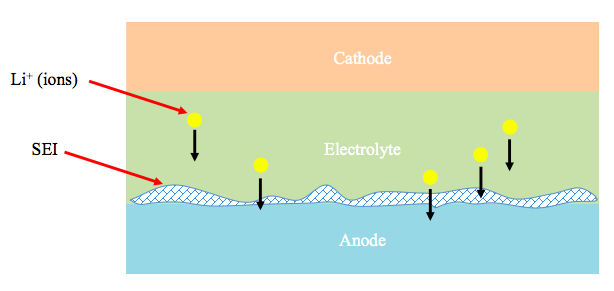 Cathode
Li⁺ (ions)
SEI
Electrolyte
Anode